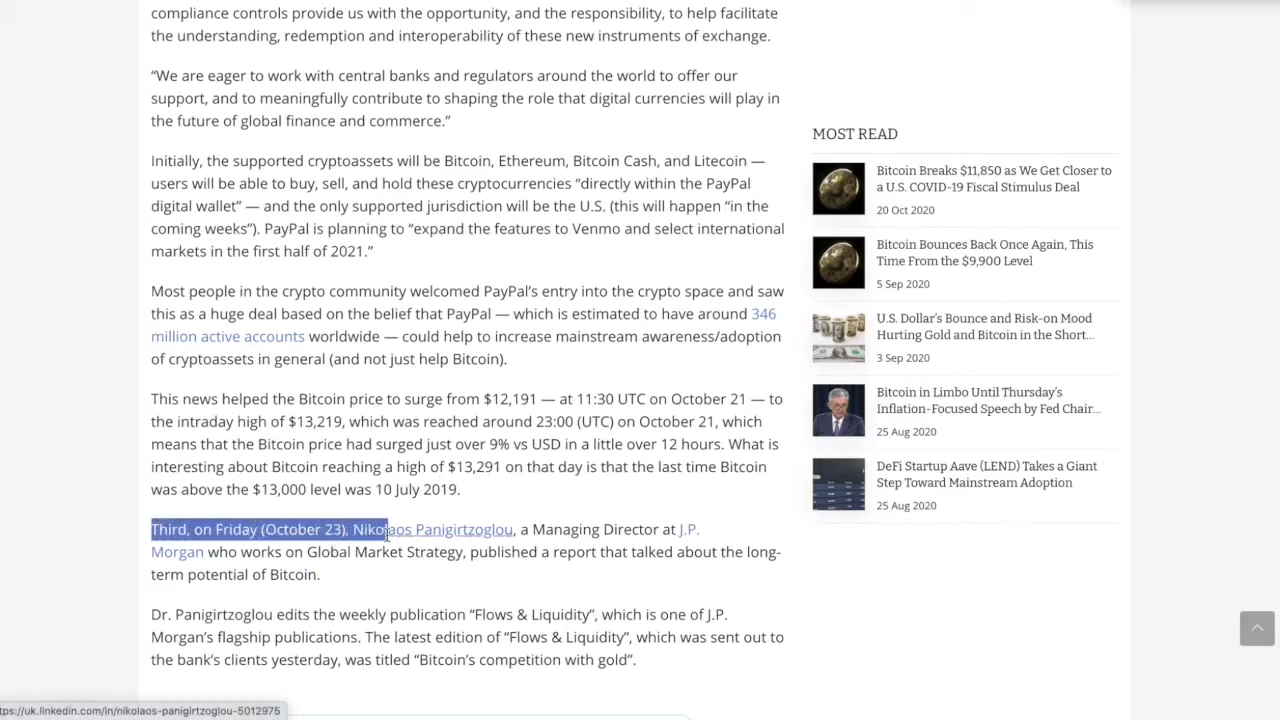 compliance controls provide us with the opportunity, and the responsibility, to help facilitate
the understanding, redemption and interoperability of these new instruments of exchange.
“We are eager to work with central banks and regulators around the world to offer our
support, and to meaningfully contribute to shaping the role that digital currencies will play in
the future of global finance and commerce.”
Initially, the supported cryptoassets will be Bitcoin, Ethereum, Bitcoin Cash, and Litecoin —
users will be able to buy, sell, and hold these cryptocurrencies “directly within the PayPal
digital wallet” — and the only supported jurisdiction will be the U.S. (this will happen “in the
coming weeks”). PayPal is planning to “expand the features to Venmo and select international
markets in the first half of 2021.”
Most people in the crypto community welcomed PayPal’s entry into the crypto space and saw
this as a huge deal based on the belief that PayPal — which is estimated to have around 346
million active accounts worldwide — could help to increase mainstream awareness/adoption
of cryptoassets in general (and not just help Bitcoin).
This news helped the Bitcoin price to surge from $12,191 — at 11:30 UTC on October 21 — to
the intraday high of $13,219, which was reached around 23:00 (UTC) on October 21, which
means that the Bitcoin price had surged just over 9% vs USD in a little over 12 hours. What is
interesting about Bitcoin reaching a high of $13,291 on that day is that the last time Bitcoin
was above the $13,000 level was 10 July 2019.
Third, on Friday (October 23), Nikolaos Panigirtzoglou, a Managing Director at J.P.
Morgan who works on Global Market Strategy, published a report that talked about the long-
term potential of Bitcoin.
Dr. Panigirtzoglou edits the weekly publication “Flows & Liquidity”, which is one of J.P.
Morgan’s flagship publications. The latest edition of “Flows & Liquidity”, which was sent out to
the bank’s clients yesterday, was titled “Bitcoin’s competition with gold”.
MOST READ
Bitcoin Breaks $11,850 as We Get Closer to
a U.S. COVID-19 Fiscal Stimulus Deal
20 Oct 2020
Bitcoin Bounces Back Once Again, This
Time From the $9,900 Level
5 Sep 2020
U.S. Dollar’s Bounce and Risk-on Mood
Hurting Gold and Bitcoin in the Short...
3 Sep 2020
Bitcoin in Limbo Until Thursday’s
Inflation-Focused Speech by Fed Chair...
25 Aug 2020
DeFi Startup Aave (LEND) Takes a Giant
Step Toward Mainstream Adoption
25 Aug 2020
tps://uk.linkedin.com/in/nikolaos-panigirtzoglou-5012975